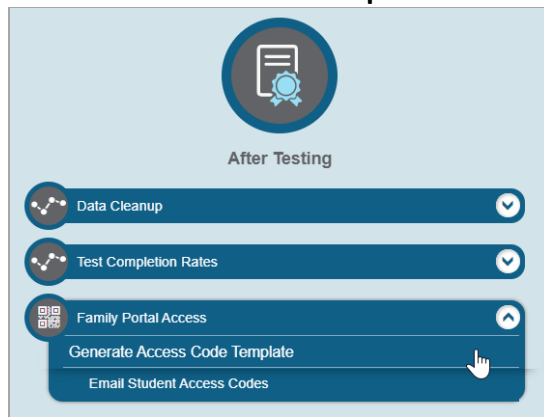 After Testing
Data Cleanup
Test Completion Rates
Family Portal Access
Generate Access Code Template
Email Student Access Codes